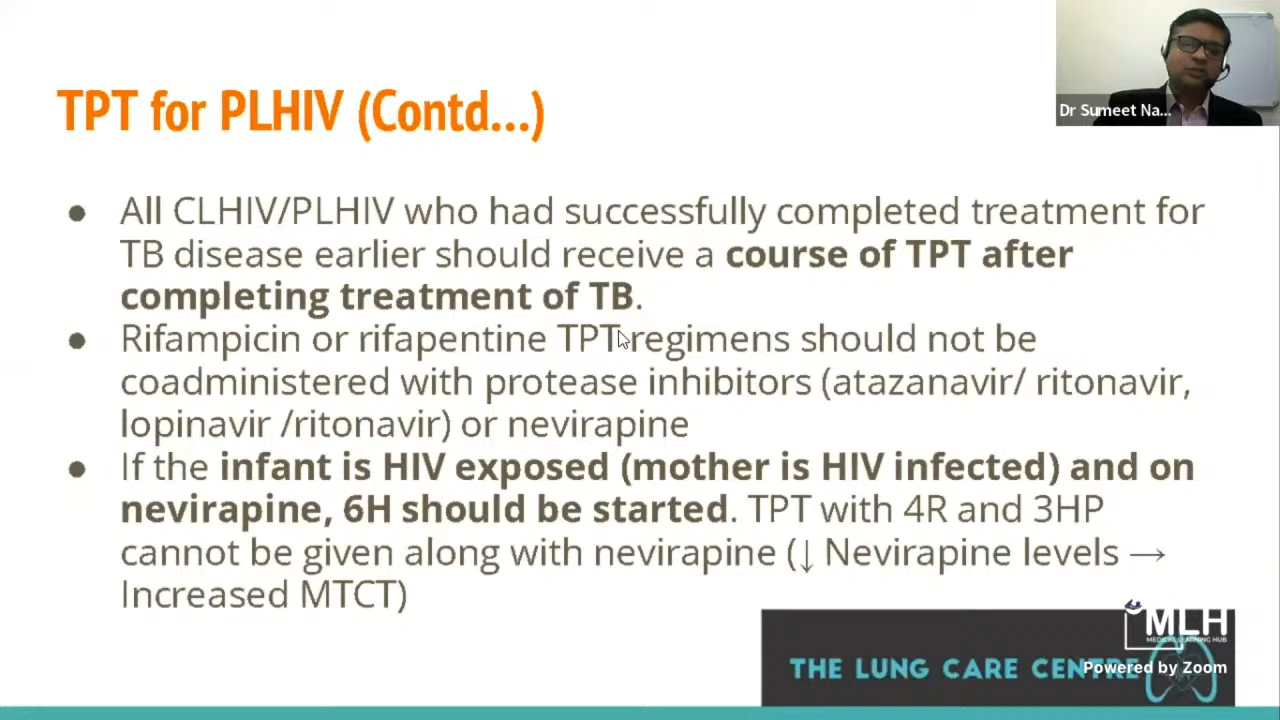 TPT for PLHIV (Contd...)
Dr Sumeet Na...
● All CLHIV/PLHIV who had successfully completed treatment for
TB disease earlier should receive a course of TPT after
completing treatment of TB.
● Rifampicin or rifapentine TPT regimens should not be
coadministered with protease inhibitors (atazanavir/ ritonavir,
lopinavir /ritonavir) or nevirapine
● If the infant is HIV exposed (mother is HIV infected) and on
nevirapine, 6H should be started. TPT with 4R and 3HP
cannot be given along with nevirapine (↓ Nevirapine levels →
Increased MTCT)
MLH
MEDICAL LEARNING HUB
THE LUNG CARE CENTRE
Powered by Zoom